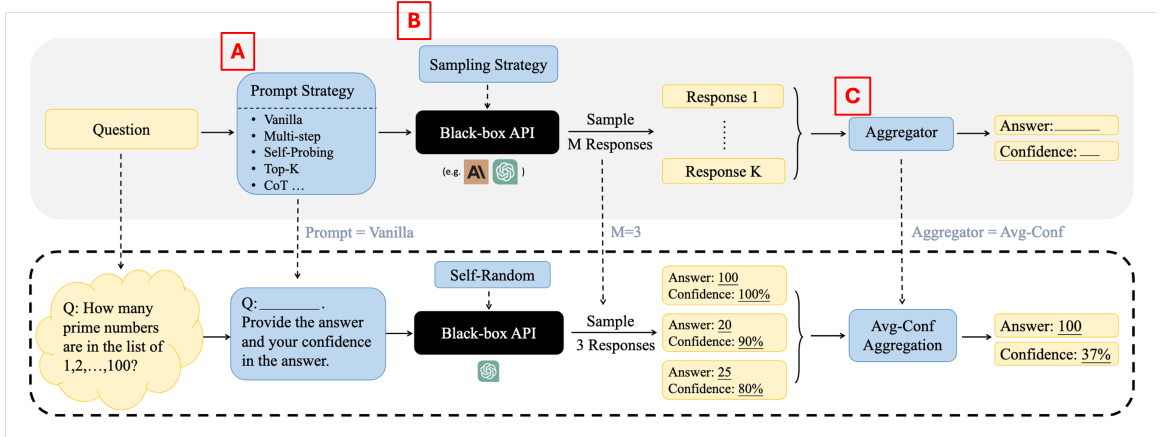 A
B
C
Sampling Strategy
Prompt Strategy
• Vanilla
• Multi-step
• Self-Probing
• Top-K
• CoT ...
Question
Black-box API
(e.g. A\ )
Sample
M Responses
Response 1
Response K
Aggregator
Answer: ____
Confidence: ___
Prompt = Vanilla
M=3
Aggregator = Avg-Conf
Q: How many
prime numbers
are in the list of
1,2,...,100?
Q: ________ .
Provide the answer
and your confidence
in the answer.
Self-Random
Black-box API
Sample
3 Responses
Answer: 100
Confidence: 100%
Answer: 20
Confidence: 90%
Answer: 25
Confidence: 80%
Avg-Conf
Aggregation
Answer: 100
Confidence: 37%